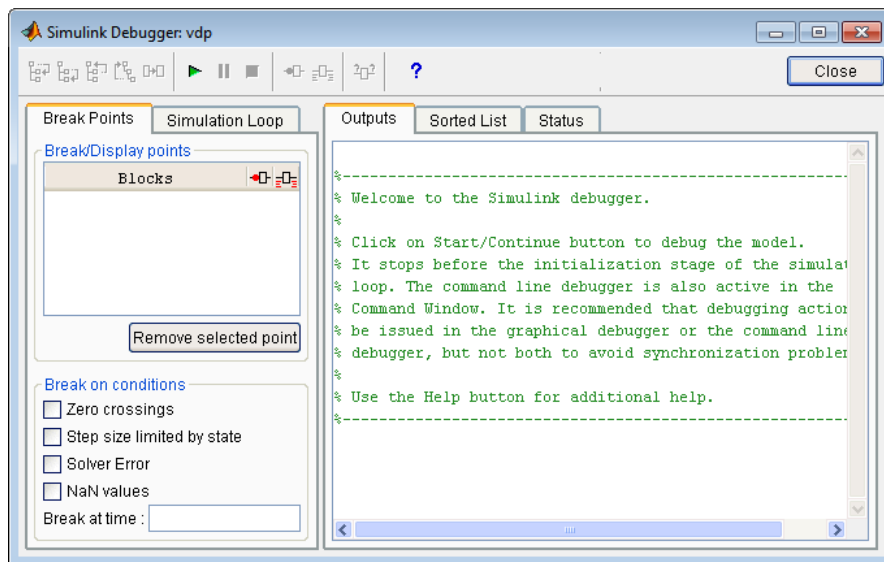 Simulink Debugger: vdp
?
Close
Break Points
Simulation Loop
Break/Display points
Blocks
Remove selected point
Break on conditions
Zero crossings
Step size limited by state
Solver Error
NaN values
Break at time :
Outputs
Sorted List
Status
%----------------------------------------------------------
% Welcome to the Simulink debugger.
%
% Click on Start/Continue button to debug the model.
% It stops before the initialization stage of the simulat
% loop. The command line debugger is also active in the
% Command Window. It is recommended that debugging action
% be issued in the graphical debugger or the command line
% debugger, but not both to avoid synchronization problem
%
% Use the Help button for additional help.
%----------------------------------------------------------